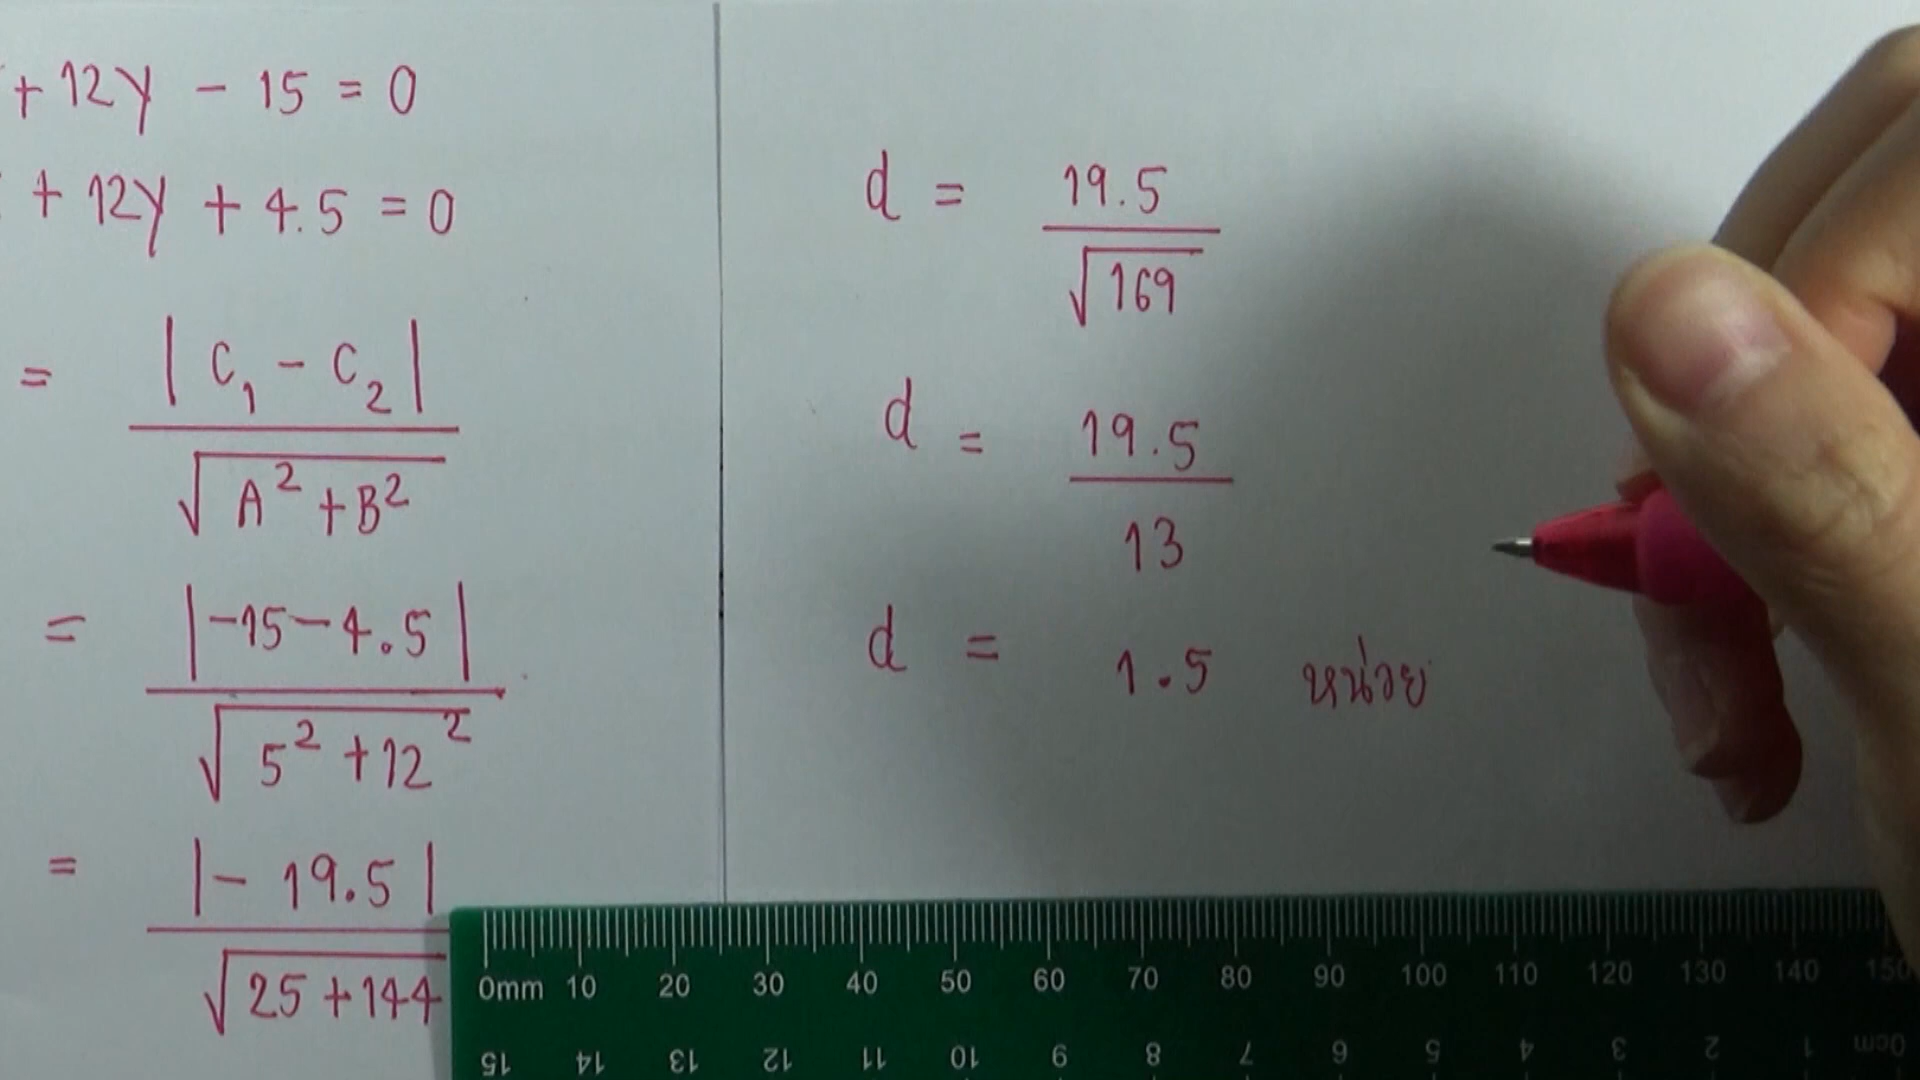 + 12y - 15 = 0
+ 12y + 4.5 = 0
= | C₁ - C₂ |
√A² + B²
= |-15 - 4.5|
√5² + 12²
= |- 19.5|
√25 + 144
d = 19.5
√169
d = 19.5
13
d = 1.5 หน่วย
0mm 10 20 30 40 50 60 70 80 90 100 110 120 130 140 150
15 14 13 12 11 10 9 8 7 6 5 4 3 2 1 0cm